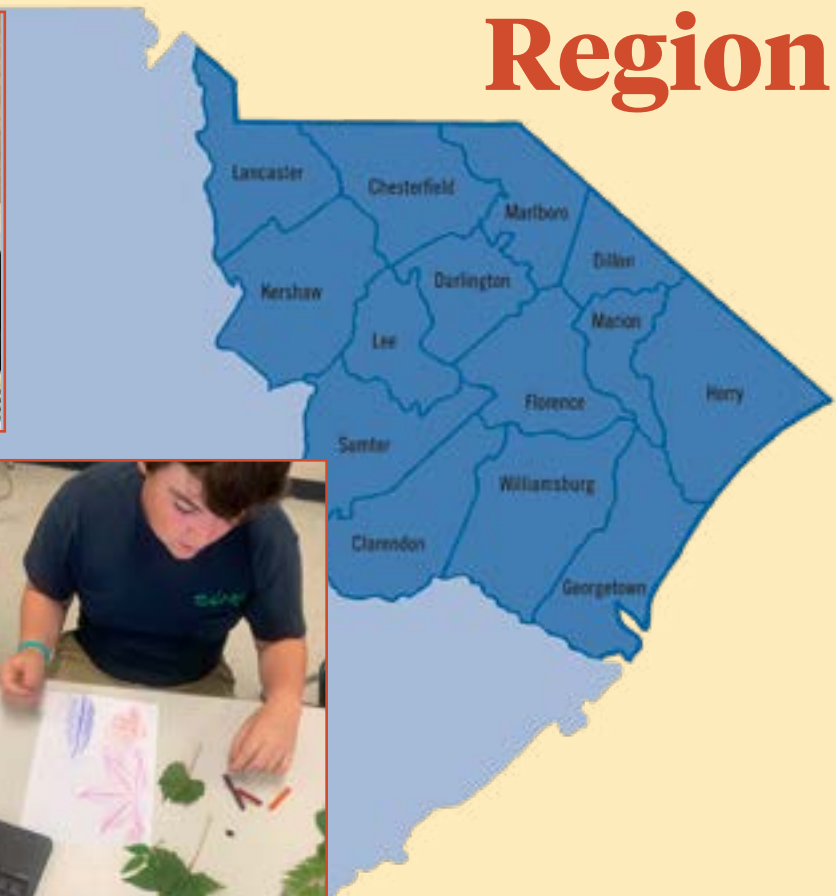 Region
Lancaster
Chesterfield
Marlboro
Dillon
Kershaw
Darlington
Marion
Lee
Horry
Florence
Sumter
Williamsburg
Clarendon
Georgetown